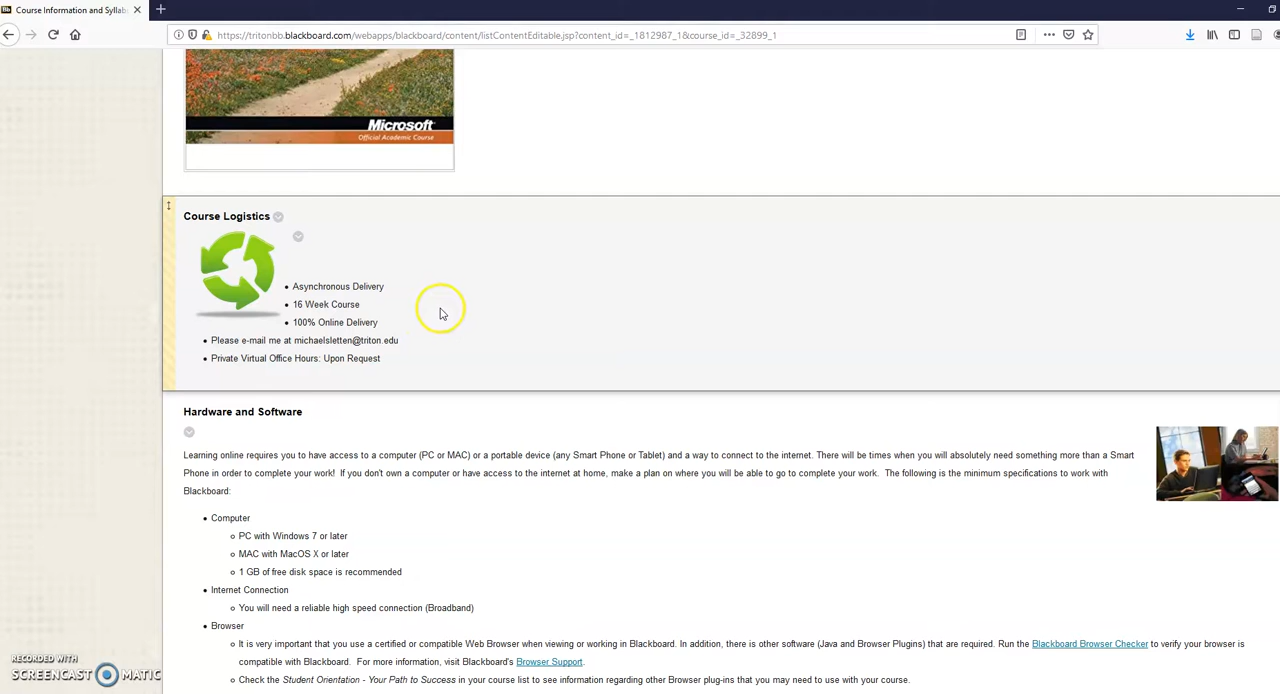 Course Information and Syllab
https://tritonbb.blackboard.com/webapps/blackboard/content/listContentEditable.jsp?content_id=_1812987_1&course_id=_32899_1
Microsoft
Official Academic Course
Course Logistics
• Asynchronous Delivery
• 16 Week Course
• 100% Online Delivery
• Please e-mail me at michaelsletten@triton.edu
• Private Virtual Office Hours: Upon Request
Hardware and Software
Learning online requires you to have access to a computer (PC or MAC) or a portable device (any Smart Phone or Tablet) and a way to connect to the internet. There will be times when you will absolutely need something more than a Smart
Phone in order to complete your work! If you don't own a computer or have access to the internet at home, make a plan on where you will be able to go to complete your work. The following is the minimum specifications to work with
Blackboard:
• Computer
o PC with Windows 7 or later
o MAC with MacOS X or later
o 1 GB of free disk space is recommended
• Internet Connection
o You will need a reliable high speed connection (Broadband)
• Browser
o It is very important that you use a certified or compatible Web Browser when viewing or working in Blackboard. In addition, there is other software (Java and Browser Plugins) that are required. Run the Blackboard Browser Checker to verify your browser is
compatible with Blackboard. For more information, visit Blackboard's Browser Support.
o Check the Student Orientation - Your Path to Success in your course list to see information regarding other Browser plug-ins that you may need to use with your course.
RECORDED WITH
SCREENCAST MATIC